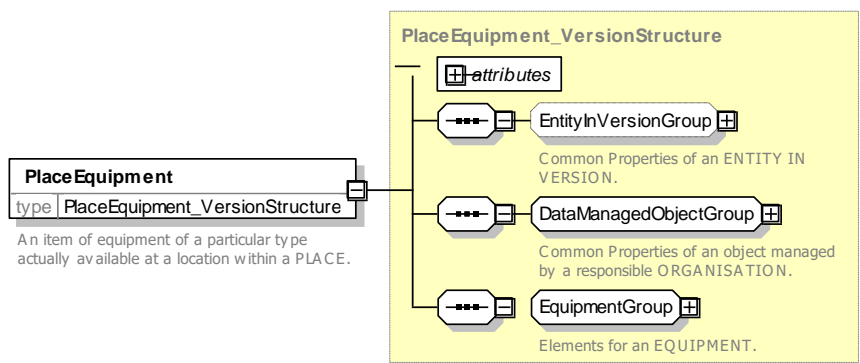 PlaceEquipment_VersionStructure
attributes
EntityInVersionGroup
Common Properties of an ENTITY IN
VERSION.
PlaceEquipment
type PlaceEquipment_VersionStructure
An item of equipment of a particular type
actually available at a location within a PLACE.
DataManagedObjectGroup
Common Properties of an object managed
by a responsible ORGANISATION.
EquipmentGroup
Elements for an EQUIPMENT.